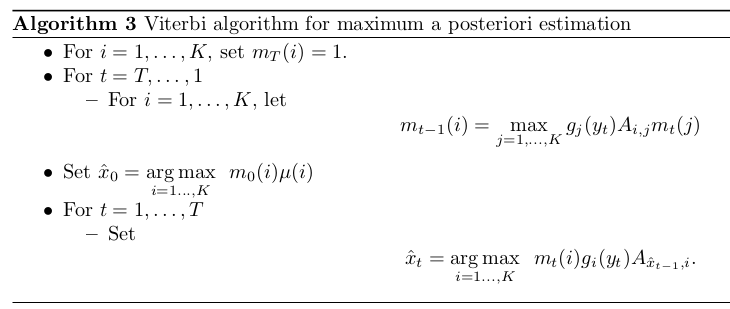 Algorithm 3 Viterbi algorithm for maximum a posteriori estimation
• For i = 1, . . . , K, set m_T(i) = 1.
• For t = T, . . . , 1
– For i = 1, . . . , K, let
m_{t−1}(i) = max_{j=1,...,K} g_j(y_t)A_{i,j}m_t(j)
• Set x̂_0 = arg max_{i=1...,K} m_0(i)μ(i)
• For t = 1, . . . , T
– Set
x̂_t = arg max_{i=1...,K} m_t(i)g_i(y_t)A_{x̂_{t−1},i}.